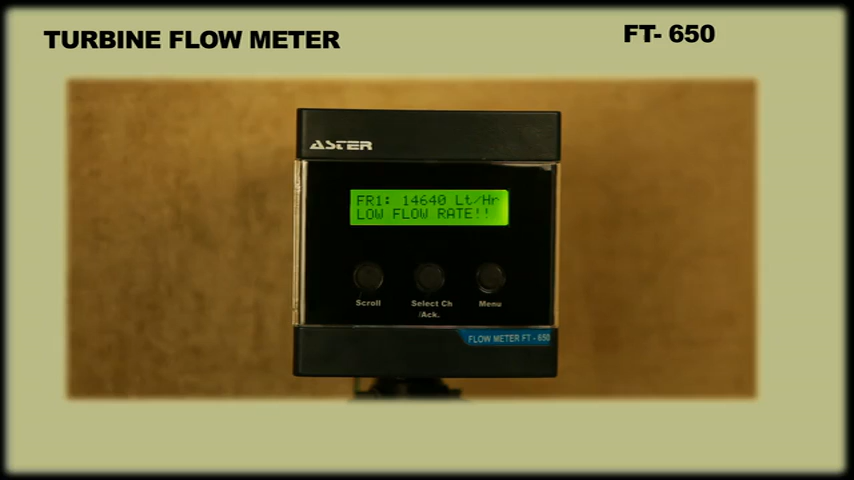 TURBINE FLOW METER
FT- 650
ASTER
FR1: 14640 Lt/Hr
LOW FLOW RATE!!
Scroll
Select Ch
/Ack.
Menu
FLOW METER FT - 650